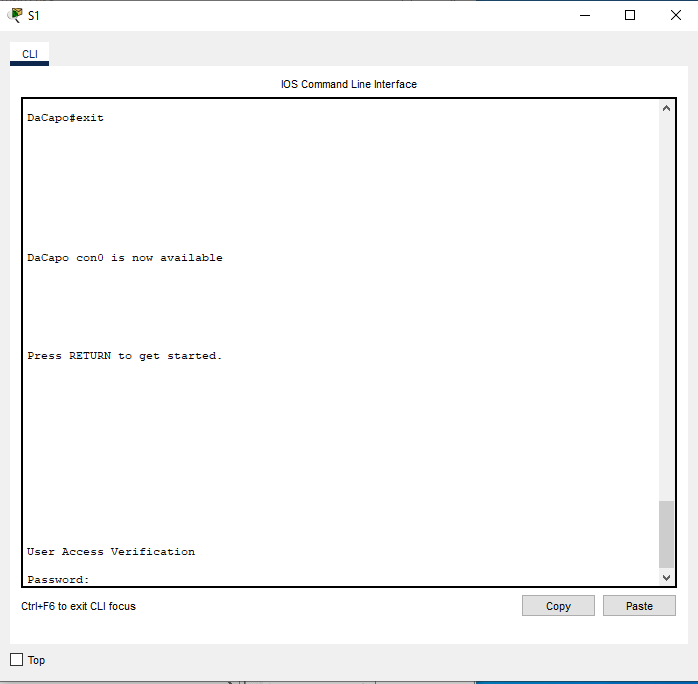 S1
CLI
IOS Command Line Interface
DaCapo#exit
DaCapo con0 is now available
Press RETURN to get started.
User Access Verification
Password:
Ctrl+F6 to exit CLI focus
Copy
Paste
Top